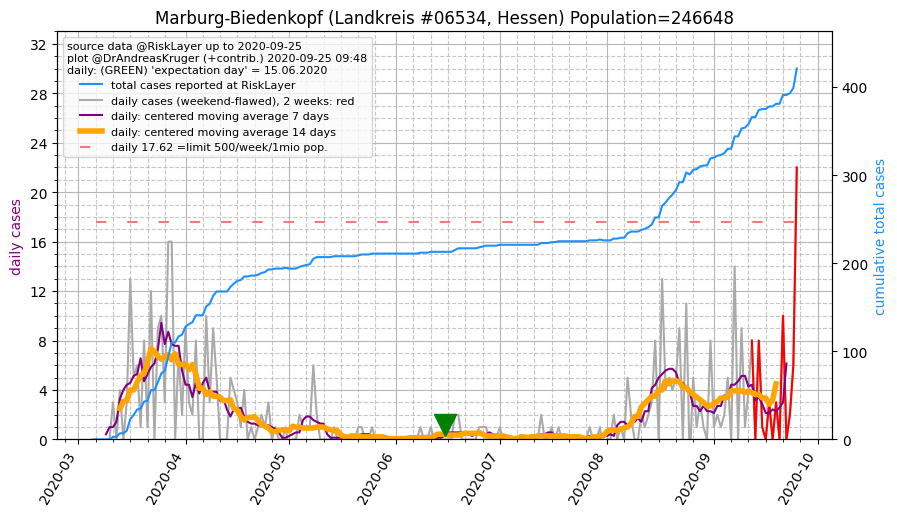 Marburg-Biedenkopf (Landkreis #06534, Hessen) Population=246648
source data @RiskLayer up to 2020-09-25
plot @DrAndreasKruger (+contrib.) 2020-09-25 09:48
daily: (GREEN) 'expectation day' = 15.06.2020
total cases reported at RiskLayer
daily cases (weekend-flawed), 2 weeks: red
daily: centered moving average 7 days
daily: centered moving average 14 days
daily 17.62 =limit 500/week/1mio pop.
daily cases
32
28
24
20
16
12
8
4
0
cumulative total cases
400
300
200
100
0
2020-03
2020-04
2020-05
2020-06
2020-07
2020-08
2020-09
2020-10